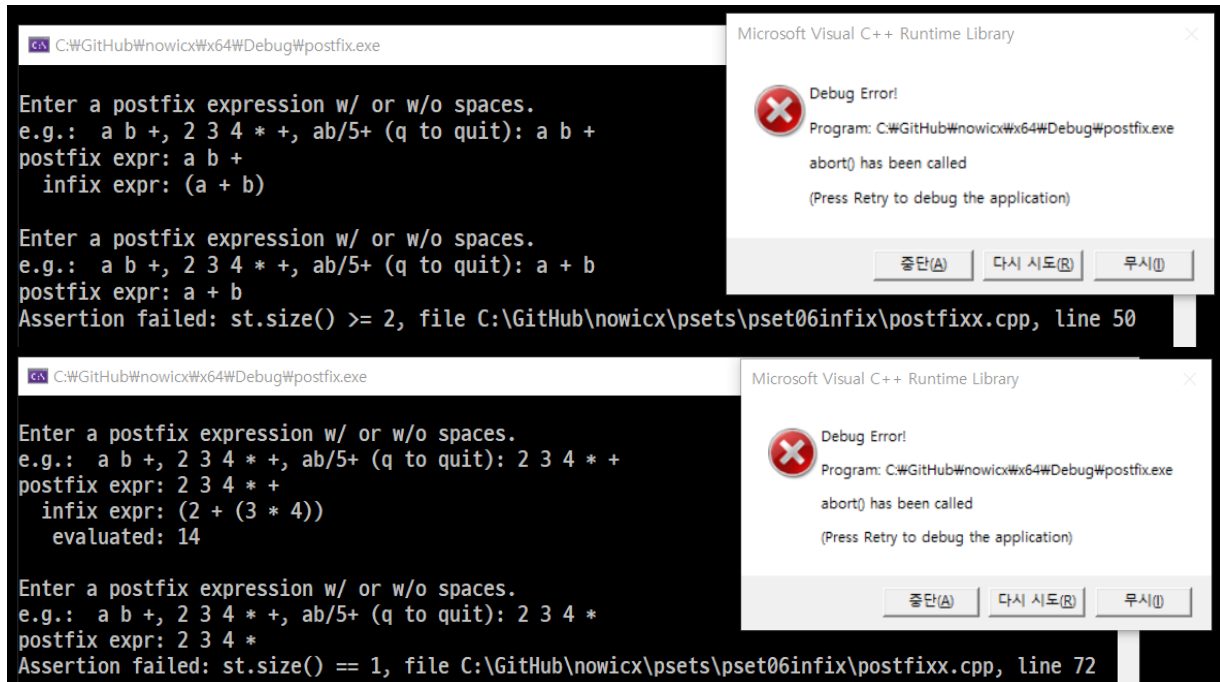 C:₩GitHub₩nowicx₩x64₩Debug₩postfix.exe
Enter a postfix expression w/ or w/o spaces.
e.g.:  a b +, 2 3 4 * +, ab/5+ (q to quit): a b +
postfix expr: a b +
  infix expr: (a + b)
Enter a postfix expression w/ or w/o spaces.
e.g.:  a b +, 2 3 4 * +, ab/5+ (q to quit): a + b
postfix expr: a + b
Assertion failed: st.size() >= 2, file C:\GitHub\nowicx\psets\pset06infix\postfixx.cpp, line 50
Microsoft Visual C++ Runtime Library
Debug Error!
Program: C:₩GitHub₩nowicx₩x64₩Debug₩postfix.exe
abort() has been called
(Press Retry to debug the application)
중단(A) 다시 시도(R) 무시(I)
C:₩GitHub₩nowicx₩x64₩Debug₩postfix.exe
Enter a postfix expression w/ or w/o spaces.
e.g.:  a b +, 2 3 4 * +, ab/5+ (q to quit): 2 3 4 * +
postfix expr: 2 3 4 * +
  infix expr: (2 + (3 * 4))
   evaluated: 14
Enter a postfix expression w/ or w/o spaces.
e.g.:  a b +, 2 3 4 * +, ab/5+ (q to quit): 2 3 4 *
postfix expr: 2 3 4 *
Assertion failed: st.size() == 1, file C:\GitHub\nowicx\psets\pset06infix\postfixx.cpp, line 72
Microsoft Visual C++ Runtime Library
Debug Error!
Program: C:₩GitHub₩nowicx₩x64₩Debug₩postfix.exe
abort() has been called
(Press Retry to debug the application)
중단(A) 다시 시도(R) 무시(I)